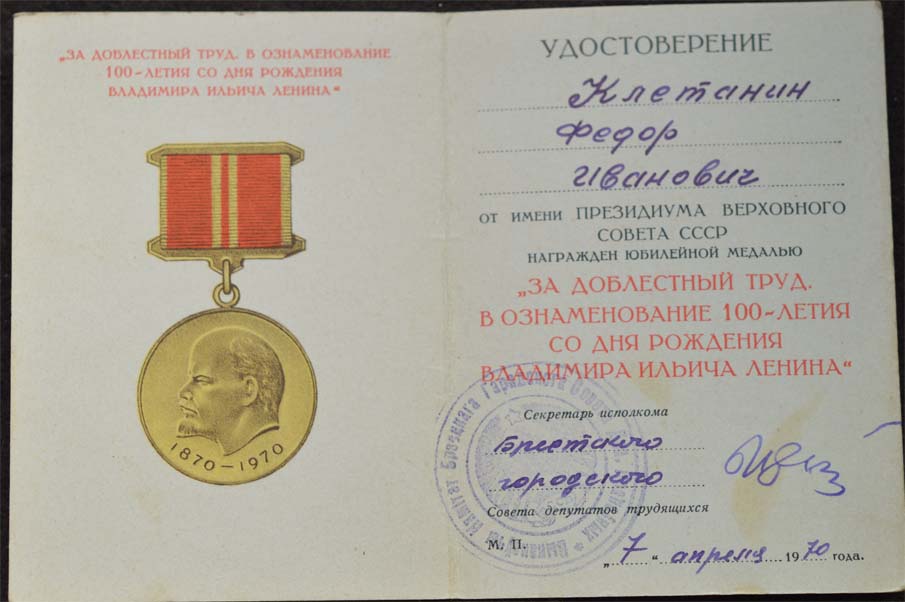 „ЗА ДОБЛЕСТНЫЙ ТРУД. В ОЗНАМЕНОВАНИЕ
100-ЛЕТИЯ СО ДНЯ РОЖДЕНИЯ
ВЛАДИМИРА ИЛЬИЧА ЛЕНИНА“
1870-1970
УДОСТОВЕРЕНИЕ
Клетанин
Федор
Иванович
ОТ ИМЕНИ ПРЕЗИДИУМА ВЕРХОВНОГО
СОВЕТА СССР
НАГРАЖДЕН ЮБИЛЕЙНОЙ МЕДАЛЬЮ
„ЗА ДОБЛЕСТНЫЙ ТРУД.
В ОЗНАМЕНОВАНИЕ 100-ЛЕТИЯ
СО ДНЯ РОЖДЕНИЯ
ВЛАДИМИРА ИЛЬИЧА ЛЕНИНА“
Секретарь исполкома
Брестского
городского
Совета депутатов трудящихся
М. П.
„7“ апреля 1970 года.